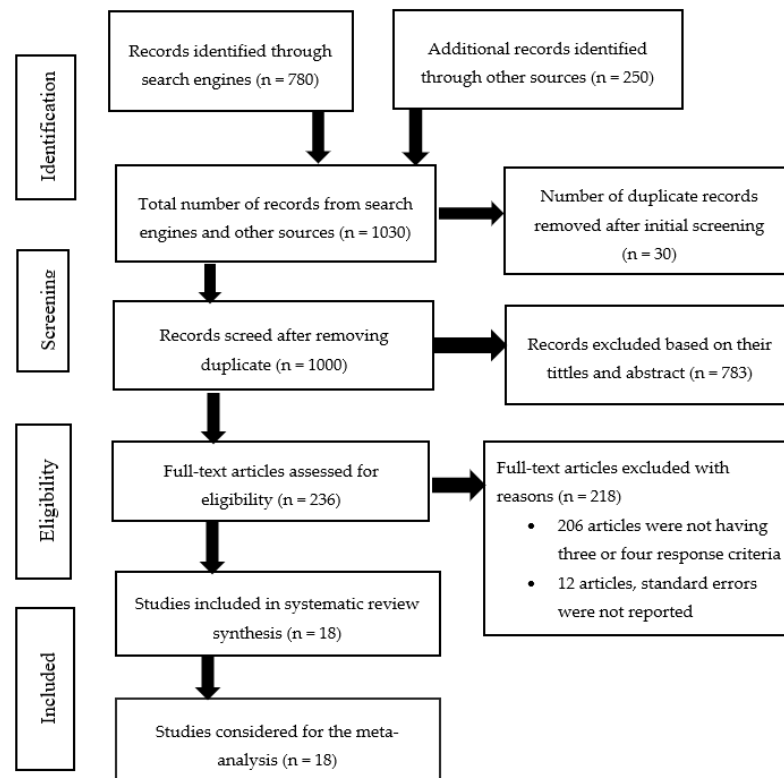 Records identified through
search engines (n = 780)
Additional records identified
through other sources (n = 250)
Identification
Total number of records from search
engines and other sources (n = 1030)
Number of duplicate records
removed after initial screening
(n = 30)
Screening
Records screed after removing
duplicate (n = 1000)
Records excluded based on their
tittles and abstract (n = 783)
Eligibility
Full-text articles assessed for
eligibility (n = 236)
Full-text articles excluded with
reasons (n = 218)
• 206 articles were not having
three or four response criteria
• 12 articles, standard errors
were not reported
Studies included in systematic review
synthesis (n = 18)
Included
Studies considered for the meta-
analysis (n = 18)